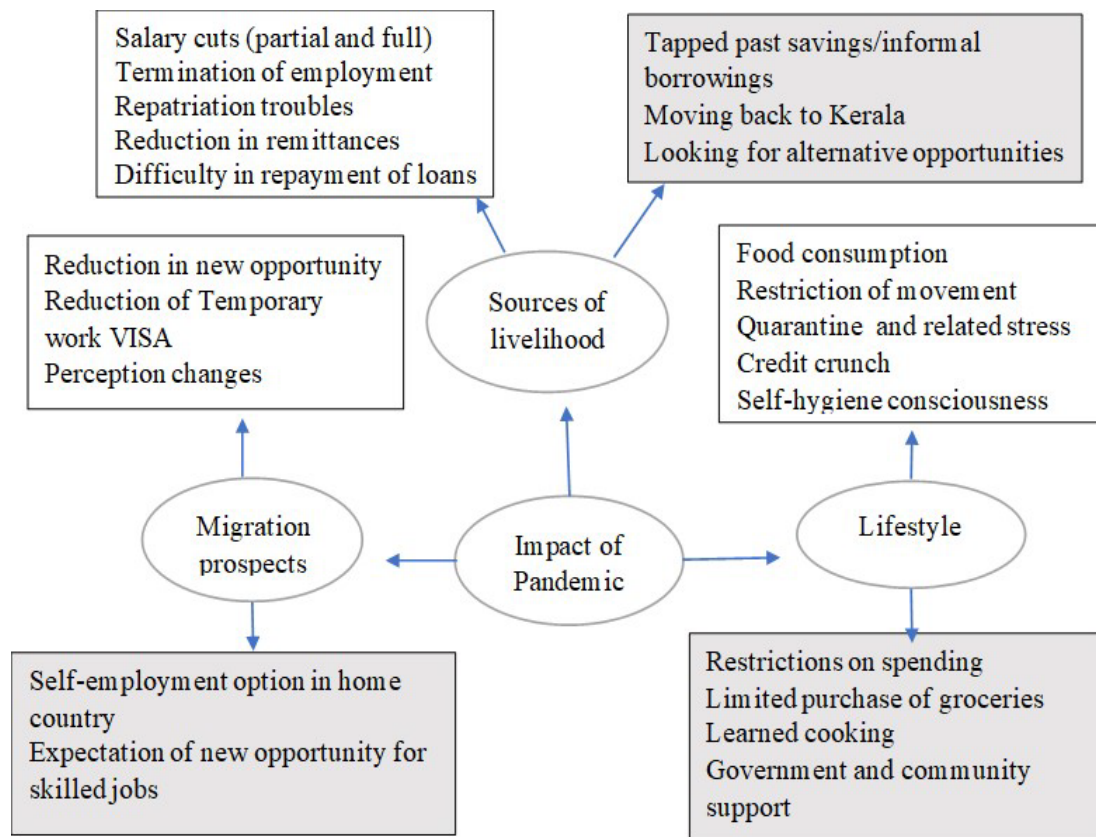 Salary cuts (partial and full)
Termination of employment
Repatriation troubles
Reduction in remittances
Difficulty in repayment of loans
Tapped past savings/informal
borrowings
Moving back to Kerala
Looking for alternative opportunities
Reduction in new opportunity
Reduction of Temporary
work VISA
Perception changes
Sources of
livelihood
Food consumption
Restriction of movement
Quarantine and related stress
Credit crunch
Self-hygiene consciousness
Migration
prospects
Impact of
Pandemic
Lifestyle
Self-employment option in home
country
Expectation of new opportunity for
skilled jobs
Restrictions on spending
Limited purchase of groceries
Learned cooking
Government and community
support